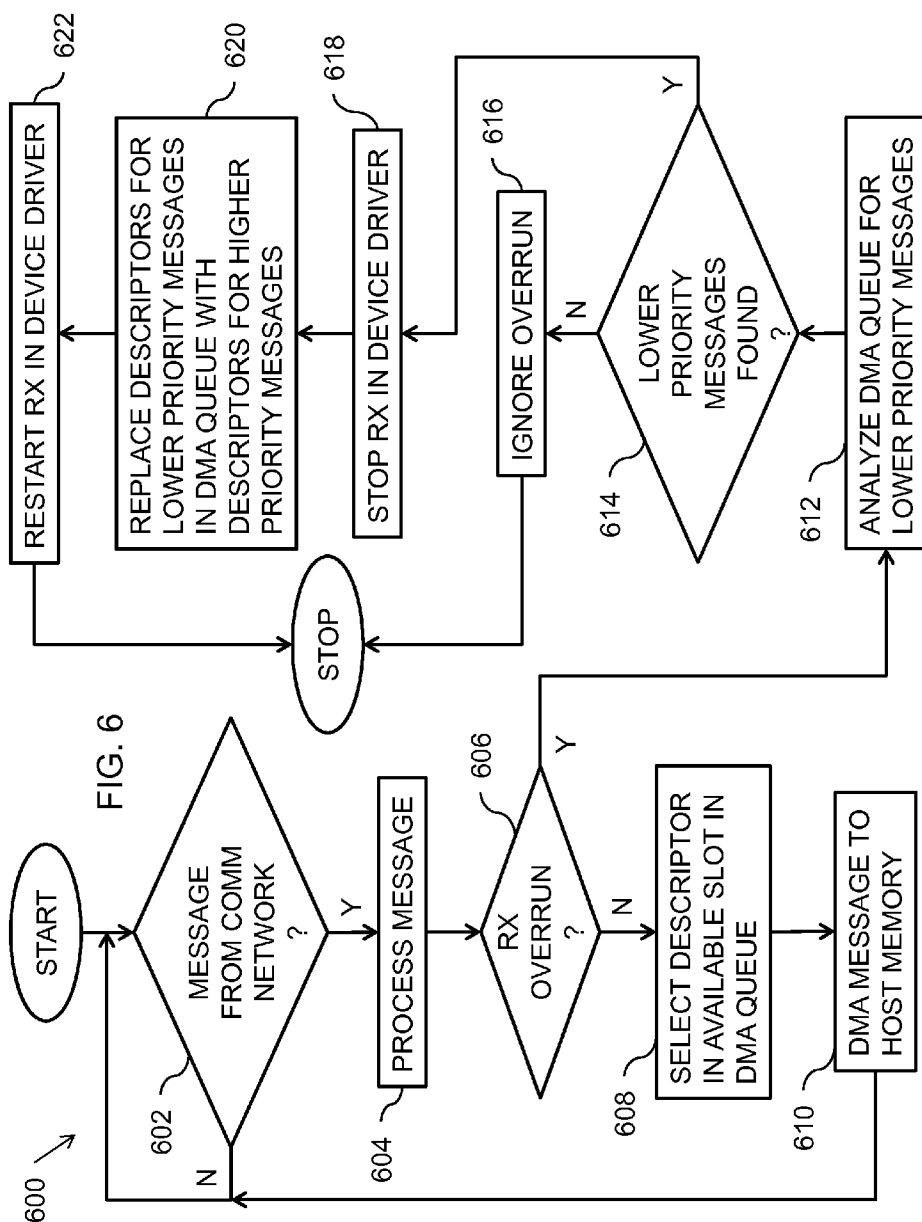 600
FIG. 6
START
602
MESSAGE
FROM COMM
NETWORK
?
N
Y
604
PROCESS MESSAGE
606
RX
OVERRUN
?
Y
N
608
SELECT DESCRIPTOR
IN AVAILABLE SLOT IN
DMA QUEUE
610
DMA MESSAGE TO
HOST MEMORY
612
ANALYZE DMA QUEUE FOR
LOWER PRIORITY MESSAGES
614
LOWER
PRIORITY
MESSAGES
FOUND
?
N
Y
616
IGNORE OVERRUN
618
STOP RX IN DEVICE DRIVER
620
REPLACE DESCRIPTORS FOR
LOWER PRIORITY MESSAGES
IN DMA QUEUE WITH
DESCRIPTORS FOR HIGHER
PRIORITY MESSAGES
622
RESTART RX IN DEVICE DRIVER
STOP